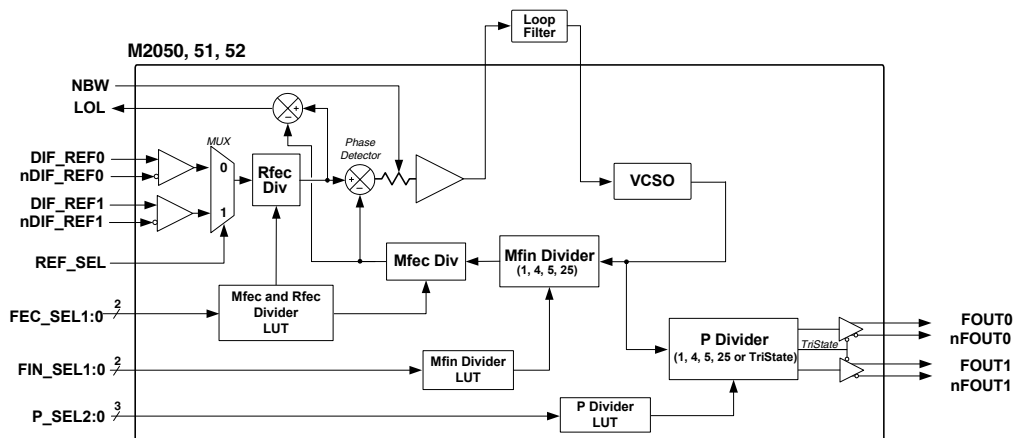 Loop
Filter
M2050, 51, 52
NBW
LOL
MUX
Phase
Detector
DIF_REF0
nDIF_REF0
0
Rfec
Div
+
−
+
−
VCSO
DIF_REF1
nDIF_REF1
1
REF_SEL
Mfec Div
Mfin Divider
(1, 4, 5, 25)
FEC_SEL1:0
2
Mfec and Rfec
Divider
LUT
FIN_SEL1:0
2
Mfin Divider
LUT
P Divider
(1, 4, 5, 25 or TriState)
TriState
FOUT0
nFOUT0
FOUT1
nFOUT1
P_SEL2:0
3
P Divider
LUT